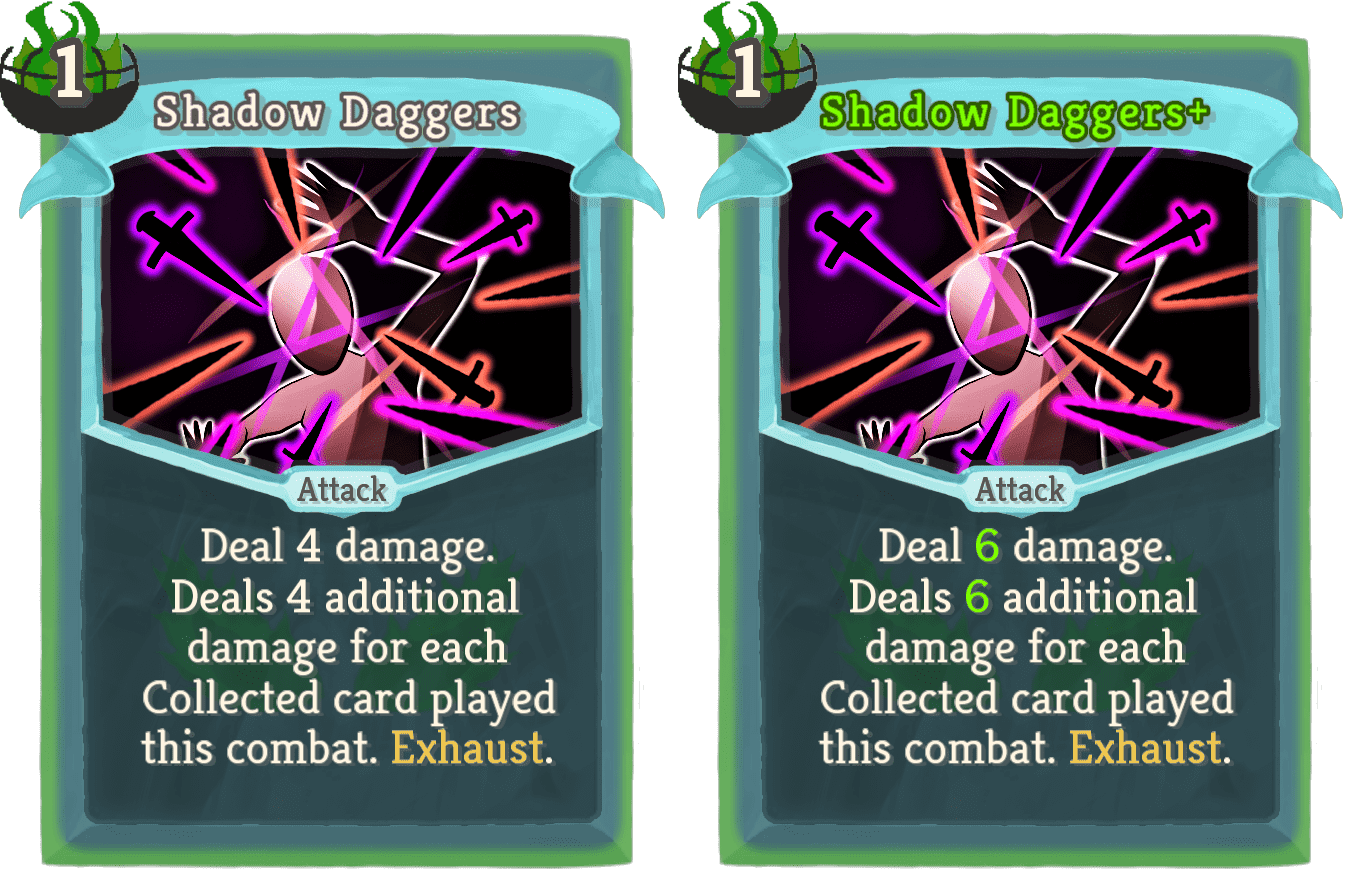 1
Shadow Daggers
Attack
Deal 4 damage.
Deals 4 additional
damage for each
Collected card played
this combat. Exhaust.
1
Shadow Daggers+
Attack
Deal 6 damage.
Deals 6 additional
damage for each
Collected card played
this combat. Exhaust.